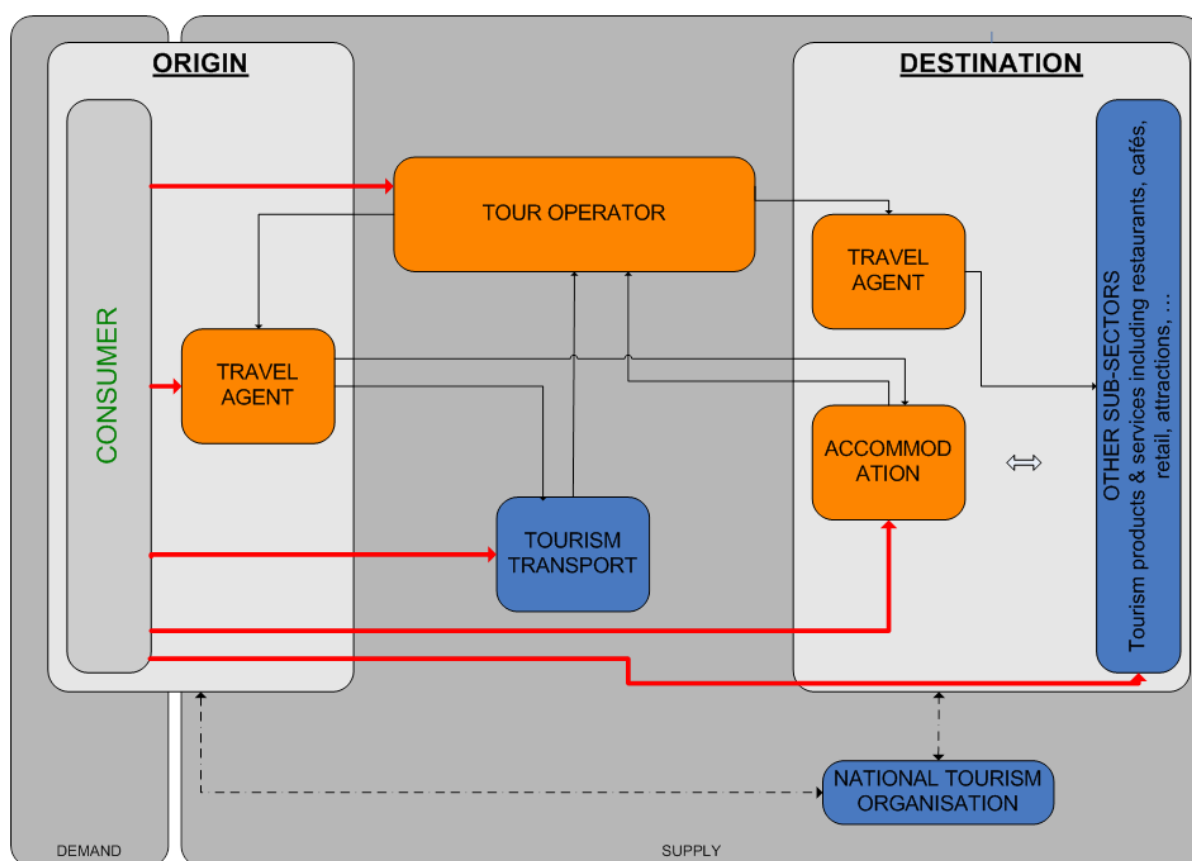 ORIGIN
DESTINATION
CONSUMER
TOUR OPERATOR
TRAVEL
AGENT
TRAVEL
AGENT
ACCOMMOD
ATION
TOURISM
TRANSPORT
OTHER SUB-SECTORS
Tourism products & services including restaurants, cafés,
retail, attractions, …
NATIONAL TOURISM
ORGANISATION
DEMAND
SUPPLY